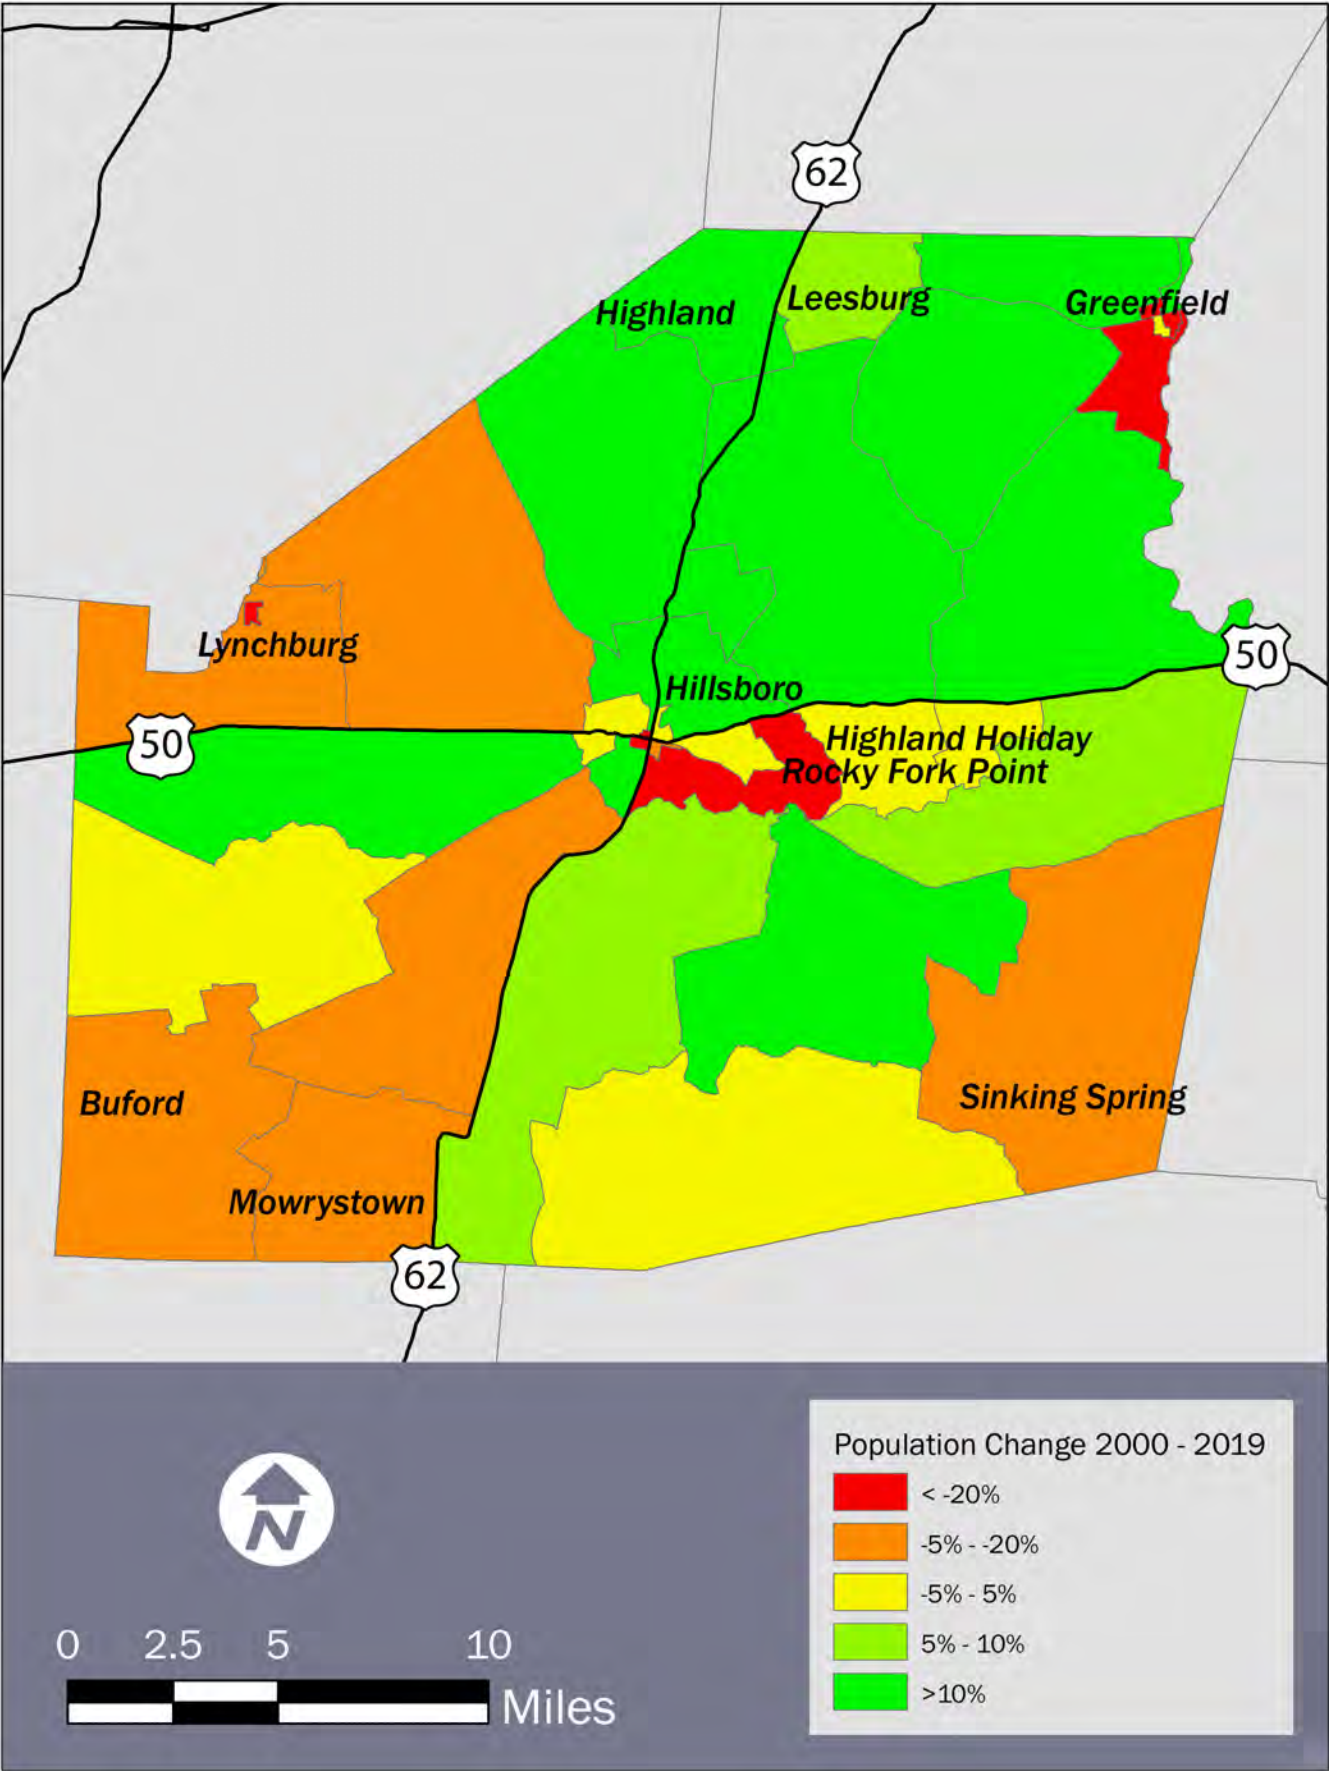 62
Highland
Leesburg
Greenfield
Lynchburg
50
Hillsboro
50
Highland Holiday
Rocky Fork Point
Buford
Sinking Spring
Mowrystown
62
Population Change 2000 - 2019
< -20%
-5% - -20%
-5% - 5%
5% - 10%
>10%
N
0 2.5 5 10
Miles